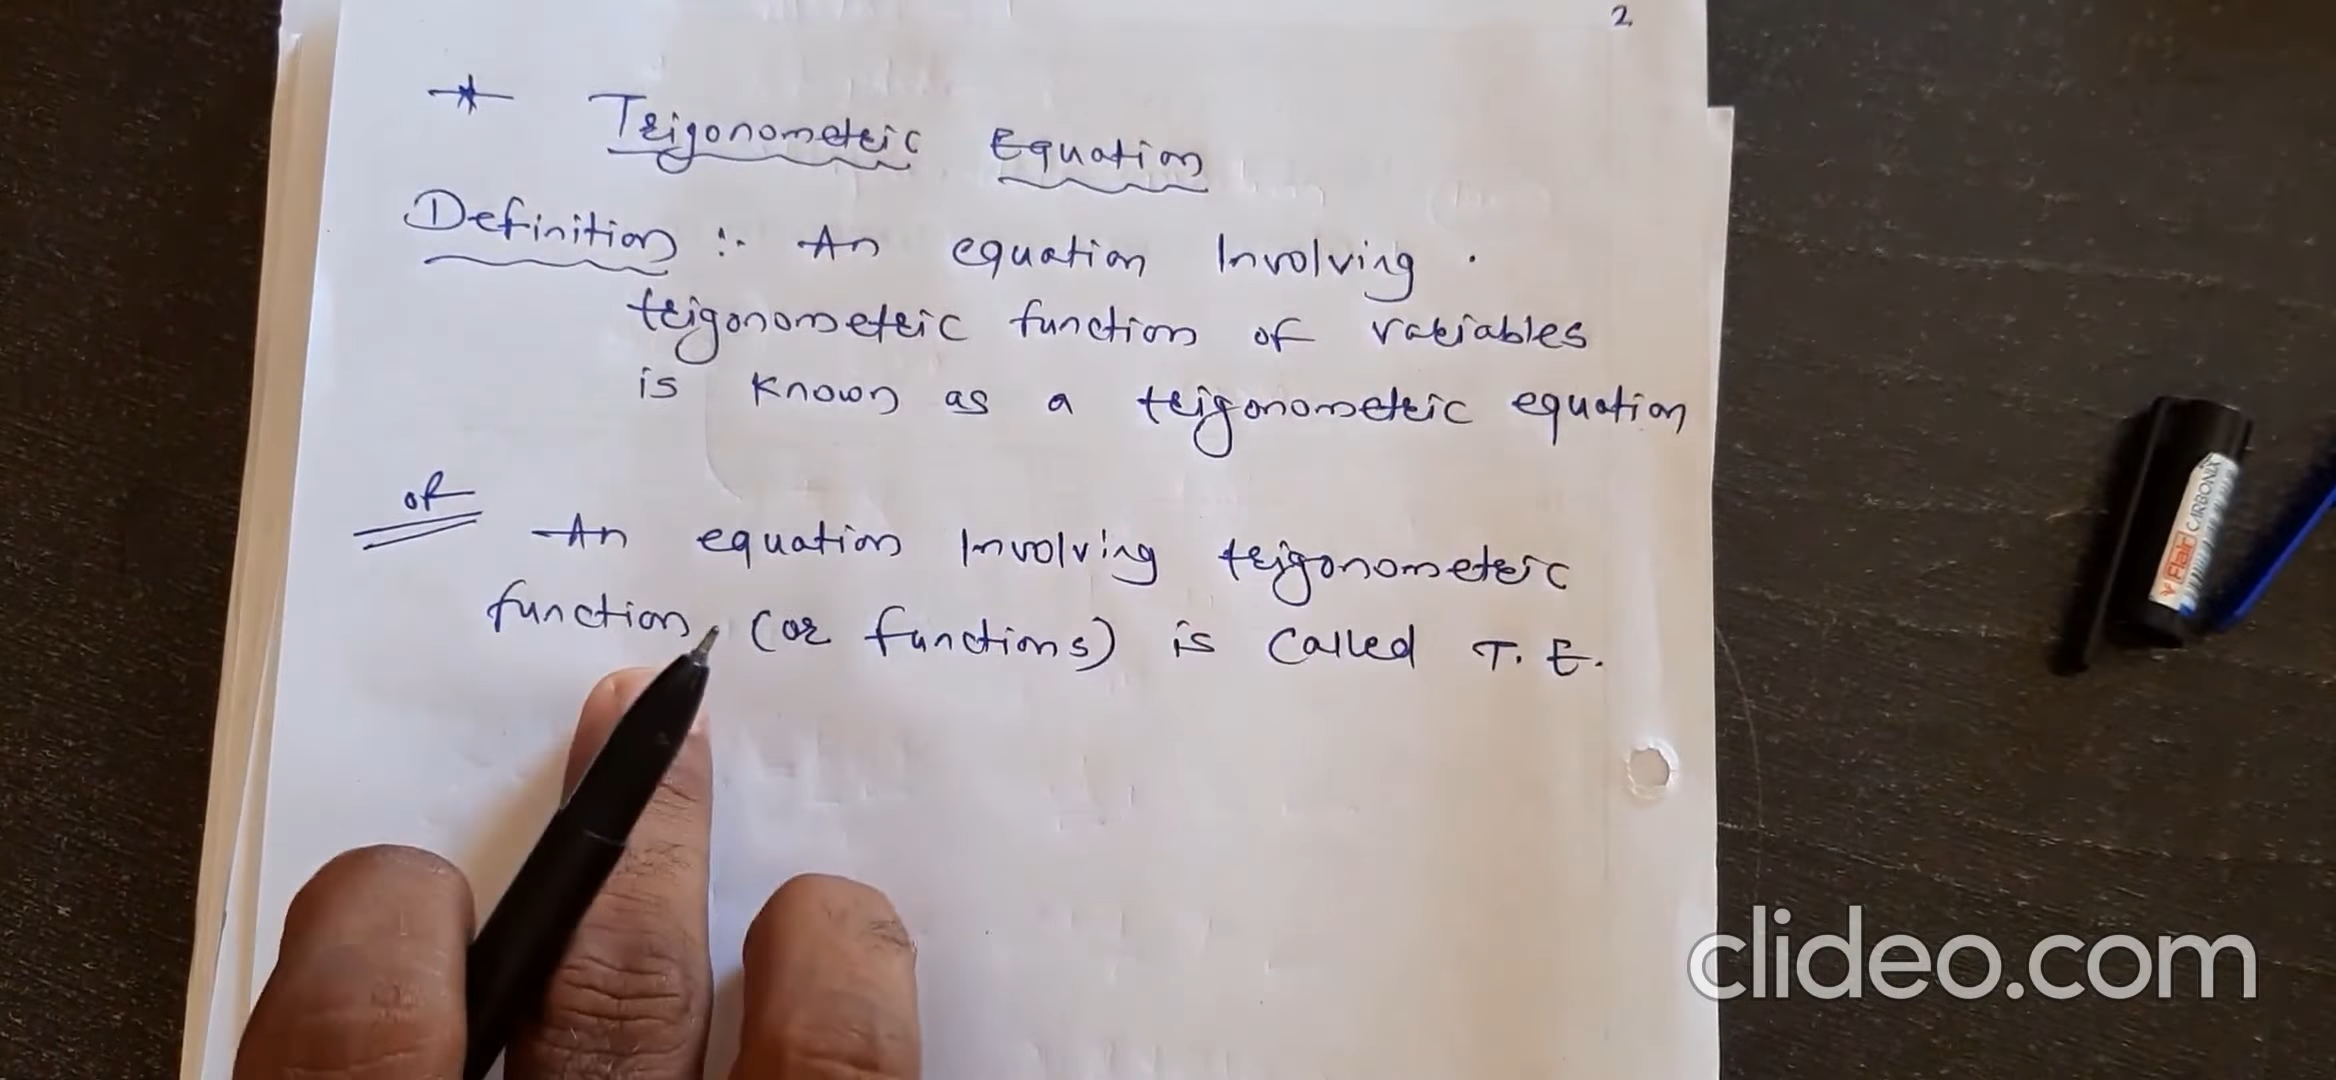 2
* Trigonometric Equation
Definition :- An equation Involving
trigonometric function of variables
is known as a trigonometric equation
or
An equation Involving trigonometric
function (or functions) is called T. E.
Flair CARBONIX
clideo.com